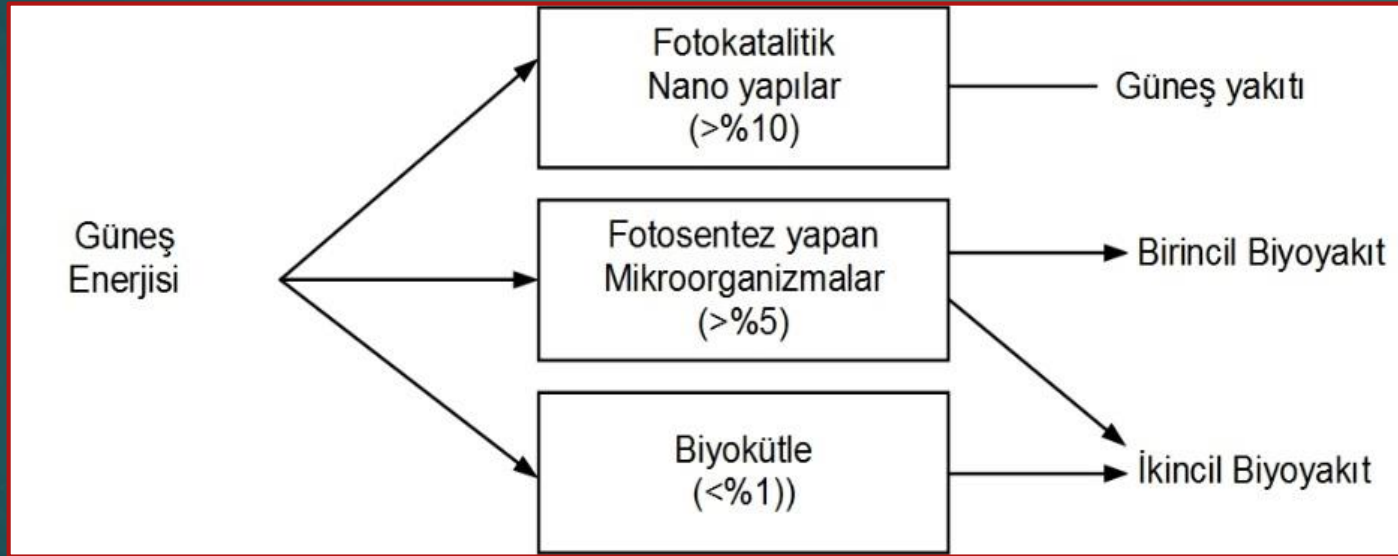 Güneş
Enerjisi
Fotokatalitik
Nano yapılar
(>%10)
Güneş yakıtı
Fotosentez yapan
Mikroorganizmalar
(>%5)
Birincil Biyoyakıt
Biyokütle
(<%1))
İkincil Biyoyakıt